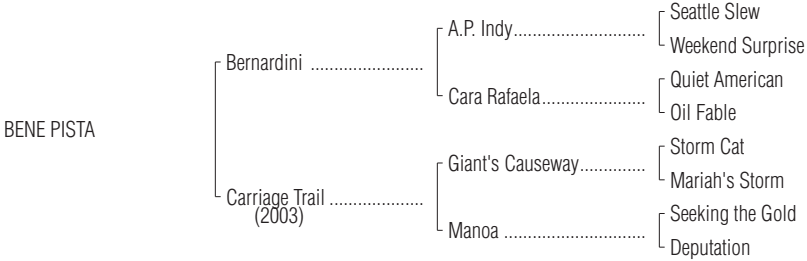 Seattle Slew
A.P. Indy..............................
Weekend Surprise
Bernardini .........................
Quiet American
Cara Rafaela........................
Oil Fable
BENE PISTA
Storm Cat
Giant's Causeway...............
Mariah's Storm
Carriage Trail .....................
(2003)
Seeking the Gold
Manoa ................................
Deputation